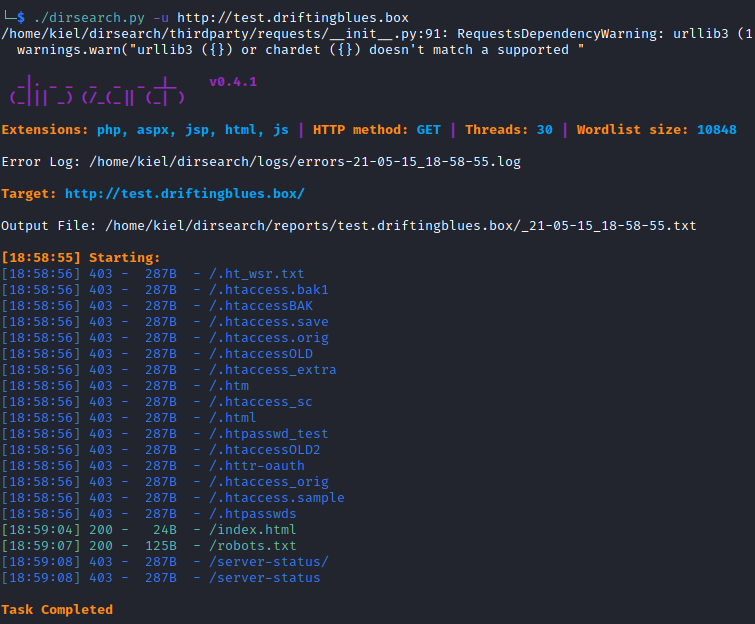 └─$ ./dirsearch.py -u http://test.driftingblues.box
/home/kiel/dirsearch/thirdparty/requests/__init__.py:91: RequestsDependencyWarning: urllib3 (1
  warnings.warn("urllib3 ({}) or chardet ({}) doesn't match a supported "
  _|. _ _  _  _  _ _|_    v0.4.1
 (_||| _) (/_(_|| (_| )
Extensions: php, aspx, jsp, html, js | HTTP method: GET | Threads: 30 | Wordlist size: 10848
Error Log: /home/kiel/dirsearch/logs/errors-21-05-15_18-58-55.log
Target: http://test.driftingblues.box/
Output File: /home/kiel/dirsearch/reports/test.driftingblues.box/_21-05-15_18-58-55.txt
[18:58:55] Starting:
[18:58:56] 403 -  287B  - /.ht_wsr.txt
[18:58:56] 403 -  287B  - /.htaccess.bak1
[18:58:56] 403 -  287B  - /.htaccessBAK
[18:58:56] 403 -  287B  - /.htaccess.save
[18:58:56] 403 -  287B  - /.htaccess.orig
[18:58:56] 403 -  287B  - /.htaccessOLD
[18:58:56] 403 -  287B  - /.htaccess_extra
[18:58:56] 403 -  287B  - /.htm
[18:58:56] 403 -  287B  - /.htaccess_sc
[18:58:56] 403 -  287B  - /.html
[18:58:56] 403 -  287B  - /.htpasswd_test
[18:58:56] 403 -  287B  - /.htaccessOLD2
[18:58:56] 403 -  287B  - /.httr-oauth
[18:58:56] 403 -  287B  - /.htaccess_orig
[18:58:56] 403 -  287B  - /.htaccess.sample
[18:58:56] 403 -  287B  - /.htpasswds
[18:59:04] 200 -   24B  - /index.html
[18:59:07] 200 -  125B  - /robots.txt
[18:59:08] 403 -  287B  - /server-status/
[18:59:08] 403 -  287B  - /server-status
Task Completed